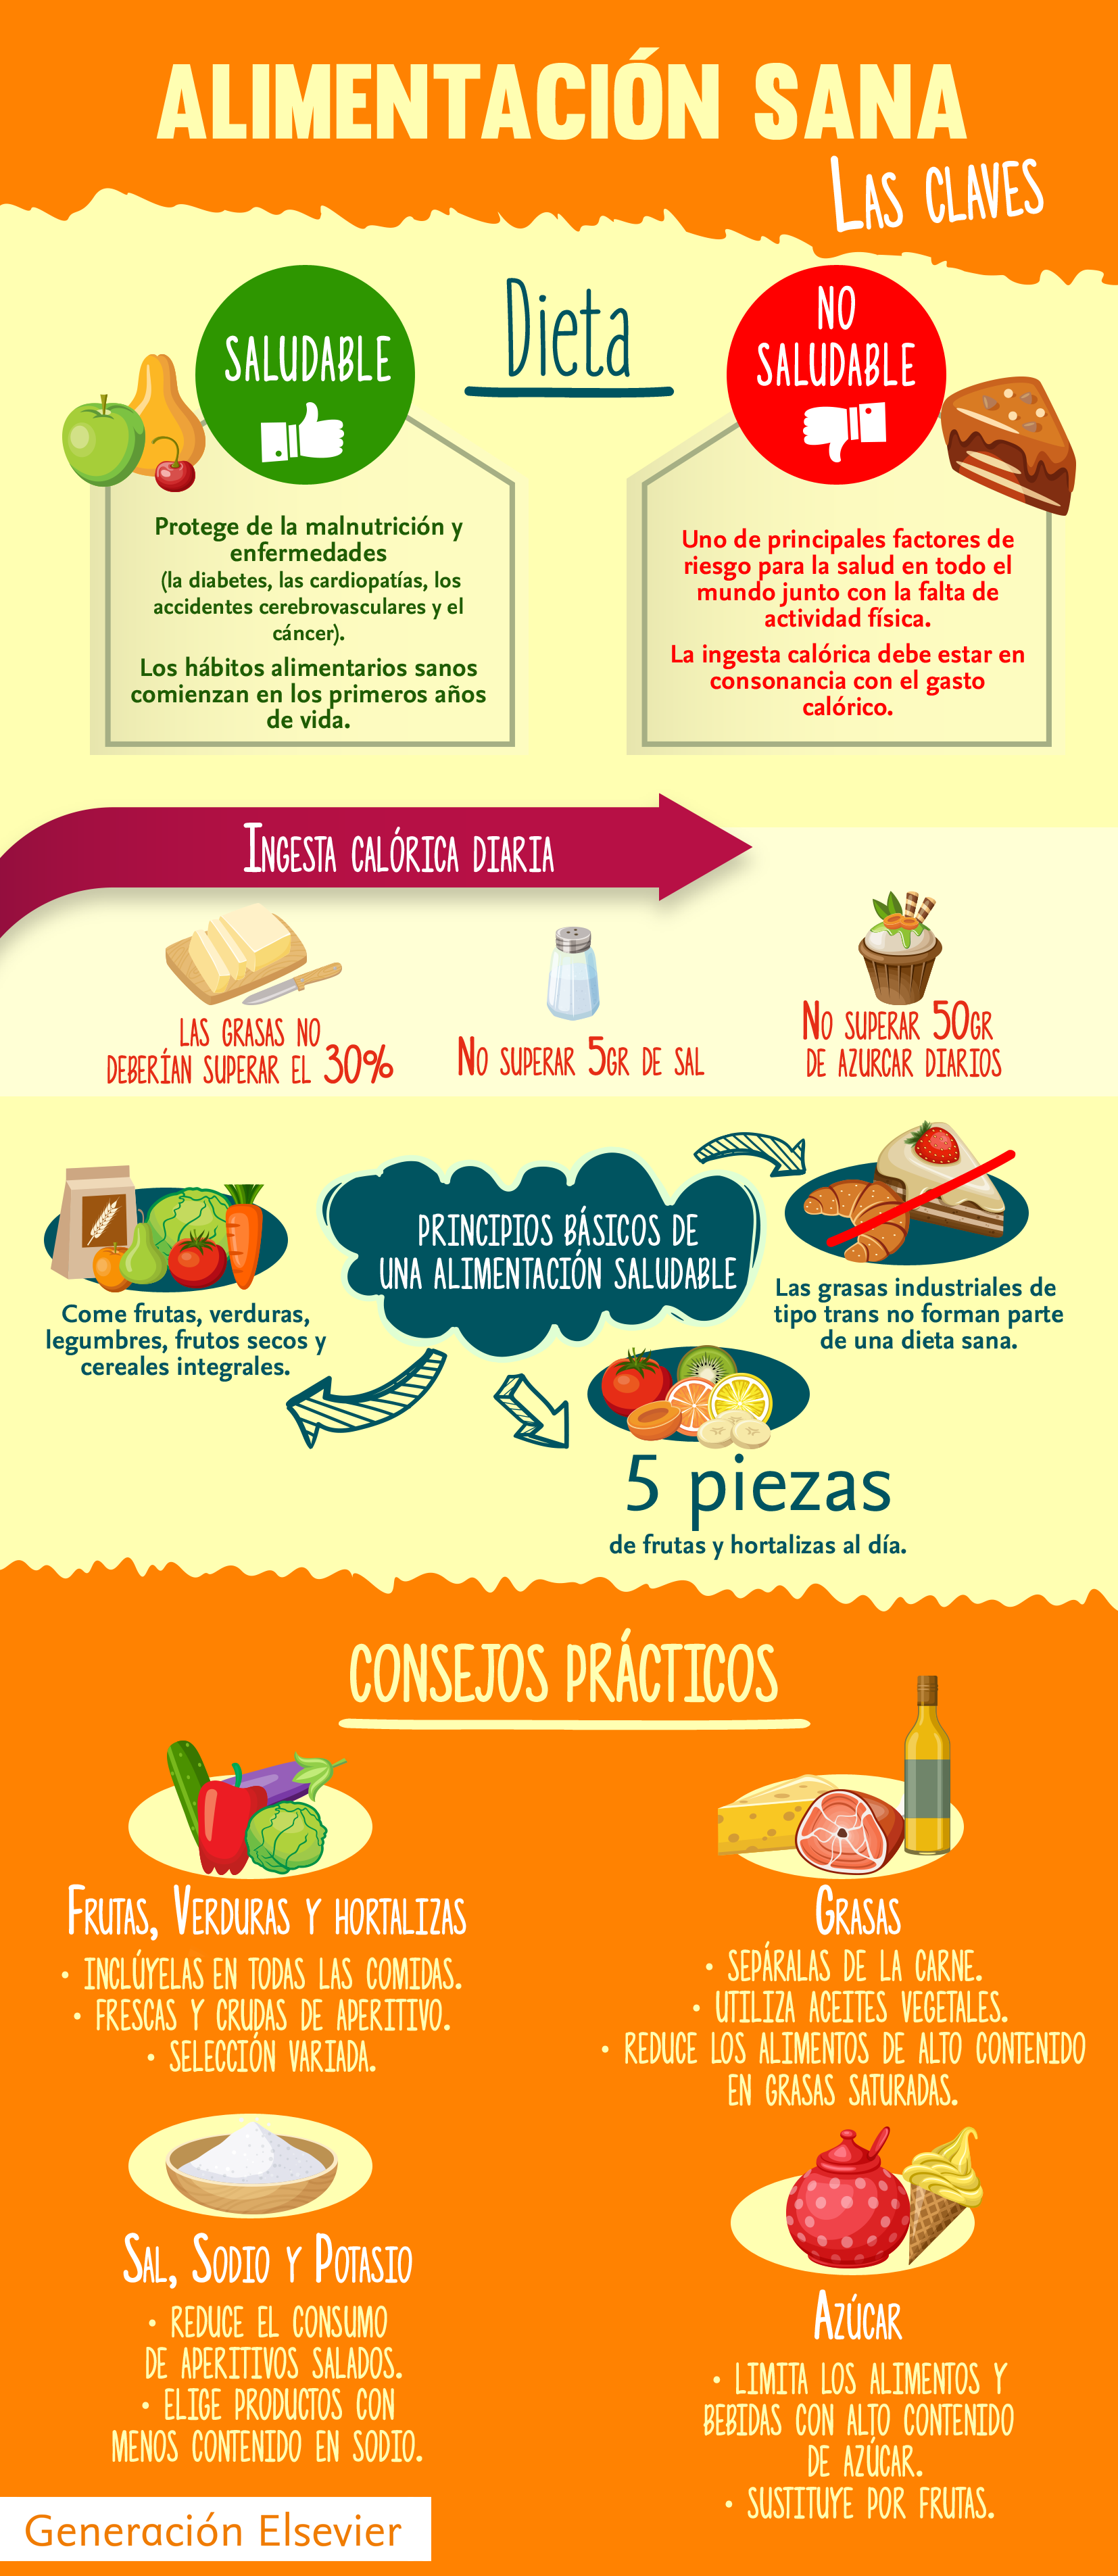 ALIMENTACIÓN SANA
LAS CLAVES
Dieta
SALUDABLE
Protege de la malnutrición y
enfermedades
(la diabetes, las cardiopatías, los
accidentes cerebrovasculares y el
cáncer).
Los hábitos alimentarios sanos
comienzan en los primeros años
de vida.
NO
SALUDABLE
Uno de principales factores de
riesgo para la salud en todo el
mundo junto con la falta de
actividad física.
La ingesta calórica debe estar en
consonancia con el gasto
calórico.
INGESTA CALÓRICA DIARIA
LAS GRASAS NO
DEBERÍAN SUPERAR EL 30%
NO SUPERAR 5GR DE SAL
NO SUPERAR 50GR
DE AZURCAR DIARIOS
PRINCIPIOS BÁSICOS DE
UNA ALIMENTACIÓN SALUDABLE
Come frutas, verduras,
legumbres, frutos secos y
cereales integrales.
Las grasas industriales de
tipo trans no forman parte
de una dieta sana.
5 piezas
de frutas y hortalizas al día.
CONSEJOS PRÁCTICOS
FRUTAS, VERDURAS Y HORTALIZAS
• INCLÚYELAS EN TODAS LAS COMIDAS.
• FRESCAS Y CRUDAS DE APERITIVO.
• SELECCIÓN VARIADA.
GRASAS
• SEPÁRALAS DE LA CARNE.
• UTILIZA ACEITES VEGETALES.
• REDUCE LOS ALIMENTOS DE ALTO CONTENIDO
EN GRASAS SATURADAS.
SAL, SODIO Y POTASIO
• REDUCE EL CONSUMO
DE APERITIVOS SALADOS.
• ELIGE PRODUCTOS CON
MENOS CONTENIDO EN SODIO.
AZÚCAR
• LIMITA LOS ALIMENTOS Y
BEBIDAS CON ALTO CONTENIDO
DE AZÚCAR.
• SUSTITUYE POR FRUTAS.
Generación Elsevier